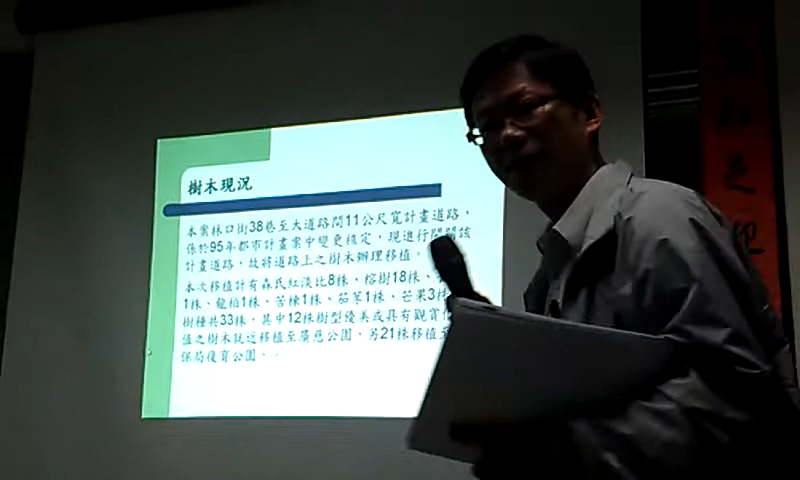 樹木現況
本案林口街38巷至大道路間11公尺寬計畫道路,
係於95年都市計畫案中變更核定,現進行開闢該
計畫道路,故將道路上之樹木辦理移植。
本次移植計有森氏紅淡比8株、榕樹18株、
1株、龍柏1株、苦楝1株、茄苳1株、芒果3株
樹種共33株,其中12株樹型優美或具有觀賞價
值之樹木就近移植至廣慈公園,另21株移植至
保局復育公園。